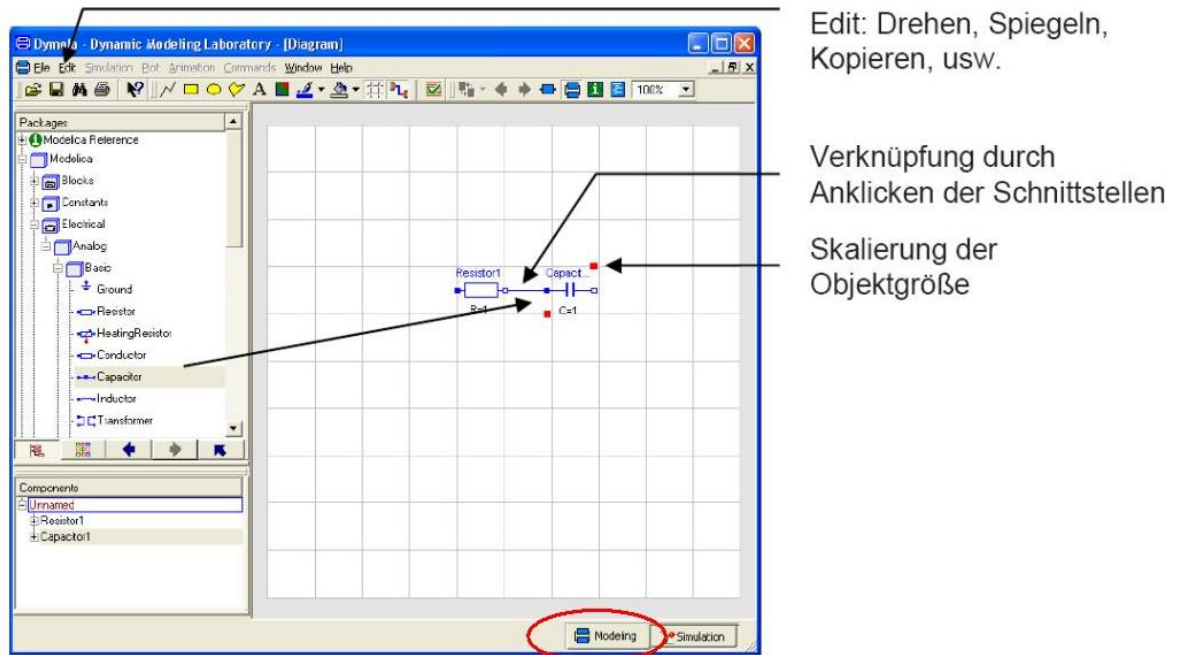 Edit: Drehen, Spiegeln,
Kopieren, usw.
Dymola - Dynamic Modeling Laboratory - [Diagram]
File Edit Simulation Plot Animation Commands Window Help
A
100%
Verknüpfung durch
Anklicken der Schnittstellen
Skalierung der
Objektgröße
Packages
Modelica Reference
Modelica
Blocks
Constants
Electrical
Analog
Basic
Ground
Resistor
HeatingResistor
Conductor
Capacitor
Inductor
Transformer
Resistor1
Capact...
R=1
C=1
Components
Unnamed
Resistor1
Capacitor1
Modeling
Simulation